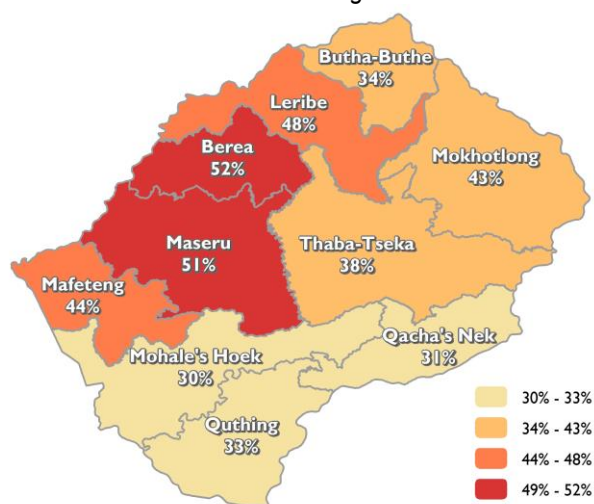 Butha-Buthe
34%
Leribe
48%
Berea
52%
Mokhotlong
43%
Maseru
51%
Thaba-Tseka
38%
Mafeteng
44%
Qacha's Nek
31%
Mohale's Hoek
30%
Quthing
33%
30% - 33%
34% - 43%
44% - 48%
49% - 52%